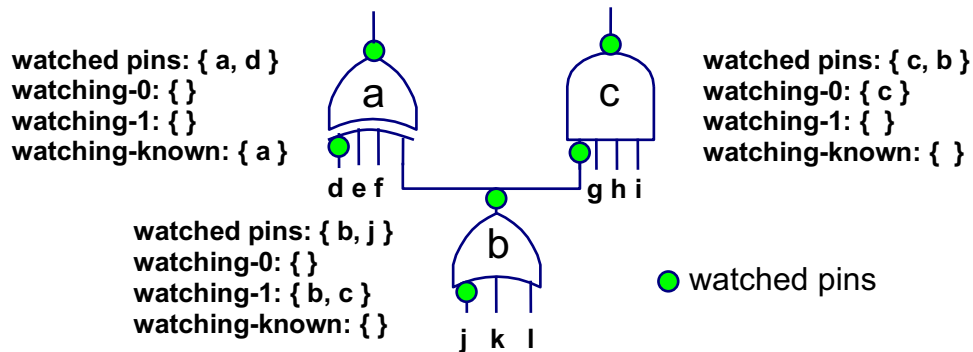 watched pins: { a, d }
watching-0: { }
watching-1: { }
watching-known: { a }
a
d e f
c
g h i
watched pins: { c, b }
watching-0: { c }
watching-1: { }
watching-known: { }
watched pins: { b, j }
watching-0: { }
watching-1: { b, c }
watching-known: { }
b
j k l
watched pins